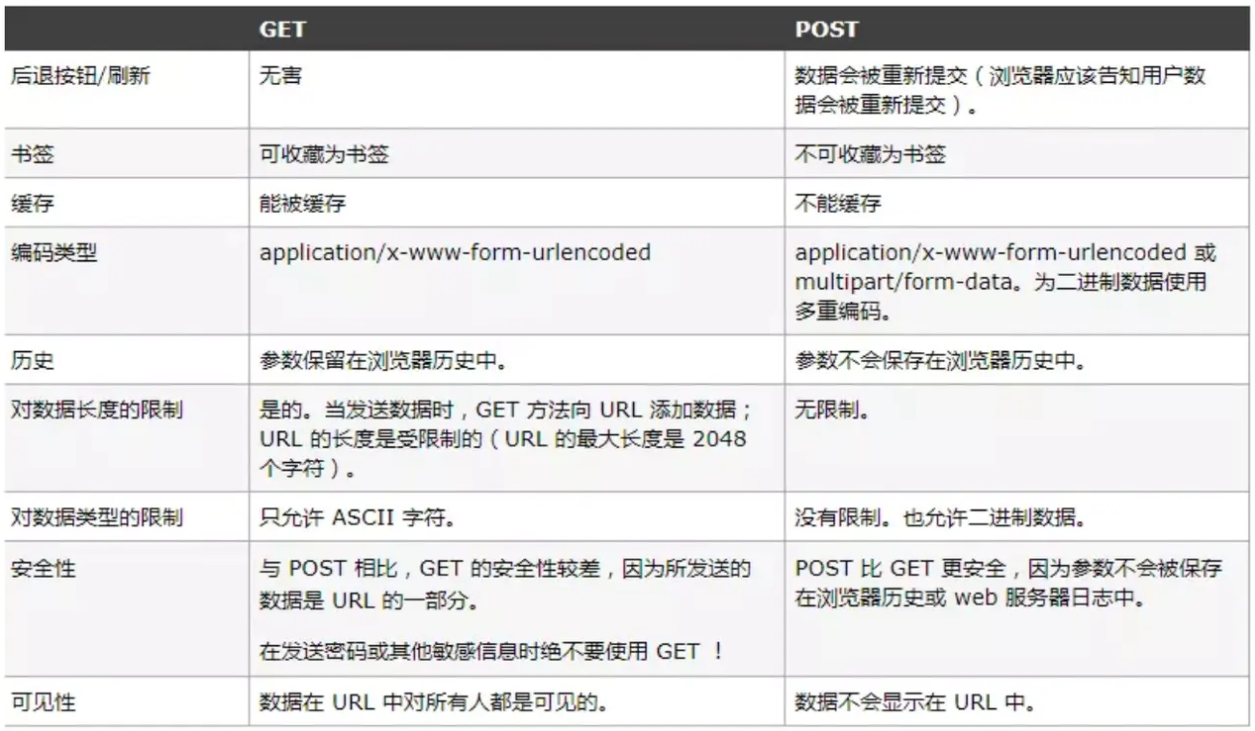 GET POST
后退按钮/刷新 无害 数据会被重新提交（浏览器应该告知用户数
据会被重新提交）。
书签 可收藏为书签 不可收藏为书签
缓存 能被缓存 不能缓存
编码类型 application/x-www-form-urlencoded application/x-www-form-urlencoded 或
multipart/form-data。为二进制数据使用
多重编码。
历史 参数保留在浏览器历史中。 参数不会保存在浏览器历史中。
对数据长度的限制 是的。当发送数据时，GET 方法向 URL 添加数据； 无限制。
URL 的长度是受限制的（URL 的最大长度是 2048
个字符）。
对数据类型的限制 只允许 ASCII 字符。 没有限制。也允许二进制数据。
安全性 与 POST 相比，GET 的安全性较差，因为所发送的 POST 比 GET 更安全，因为参数不会被保存
数据是 URL 的一部分。 在浏览器历史或 web 服务器日志中。
在发送密码或其他敏感信息时绝不要使用 GET ！
可见性 数据在 URL 中对所有人都是可见的。 数据不会显示在 URL 中。